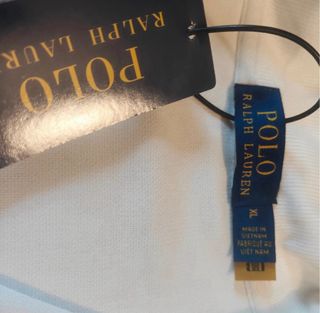 POLO
RALPH LAUREN
POLO
RALPH LAUREN
XL
MADE IN
VIETNAM
FABRIQUÉ AU
VIET NAM